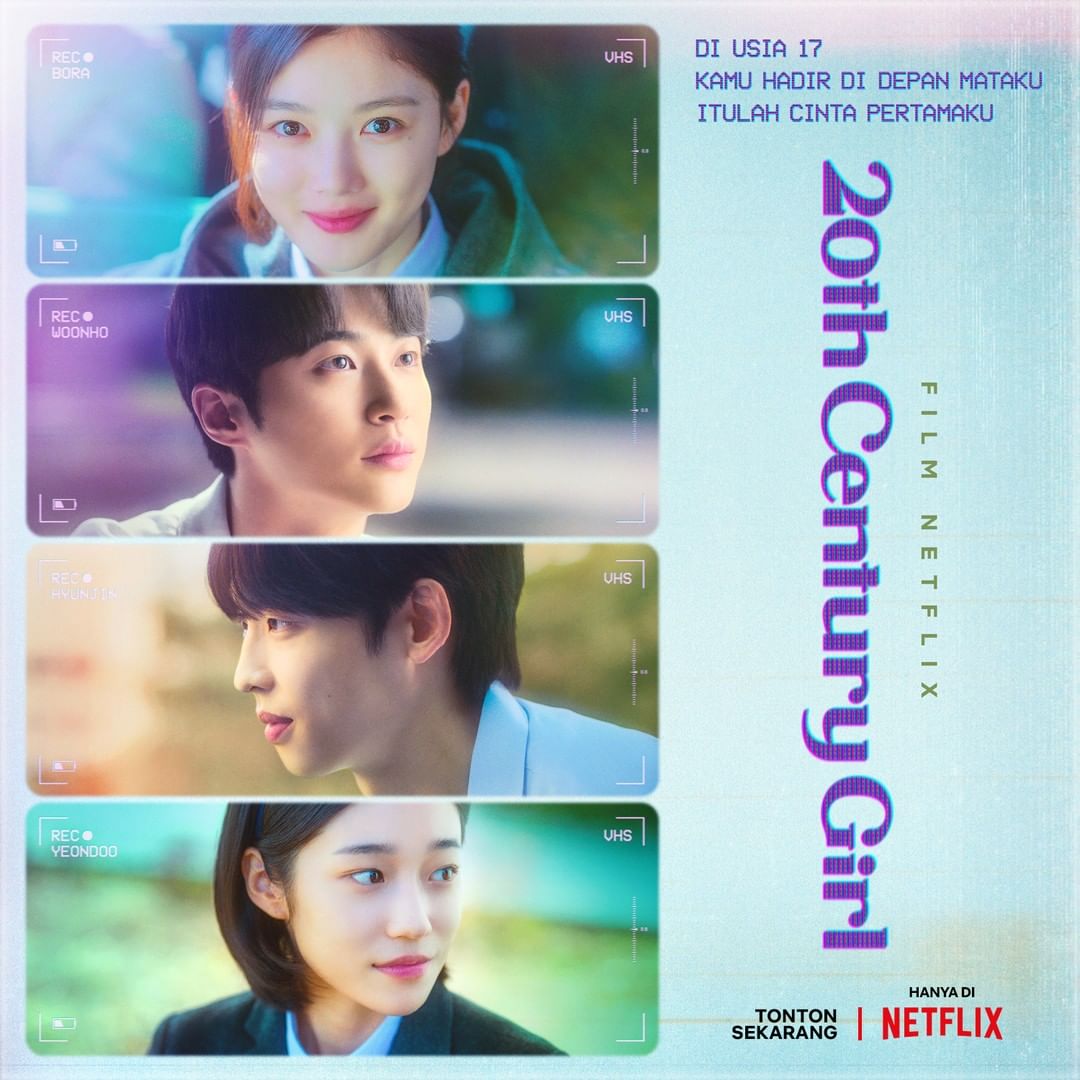 REC
BORA
VHS
REC
WOONHO
VHS
REC
HYUNJIN
VHS
REC
YEONDOO
VHS
DI USIA 17
KAMU HADIR DI DEPAN MATAKU
ITULAH CINTA PERTAMAKU
20th Century Girl
FILM NETFLIX
TONTON
SEKARANG
HANYA DI
NETFLIX